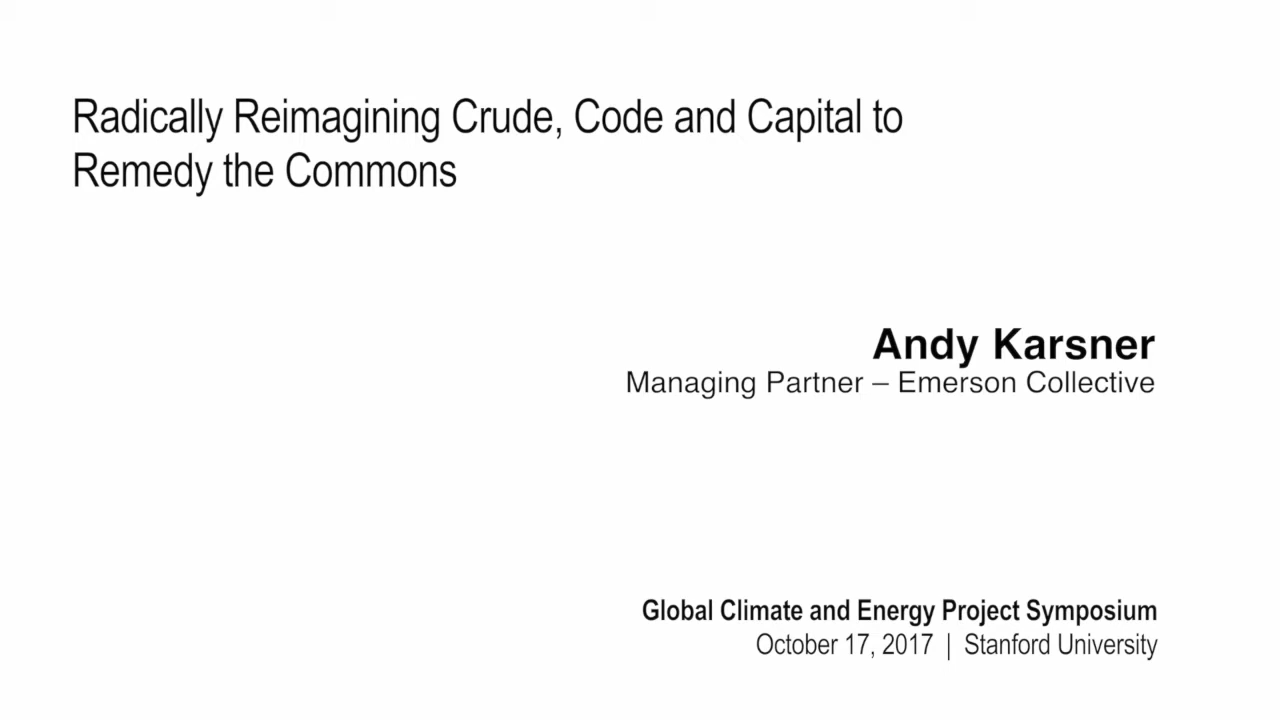 Radically Reimagining Crude, Code and Capital to
Remedy the Commons
Andy Karsner
Managing Partner – Emerson Collective
Global Climate and Energy Project Symposium
October 17, 2017 | Stanford University